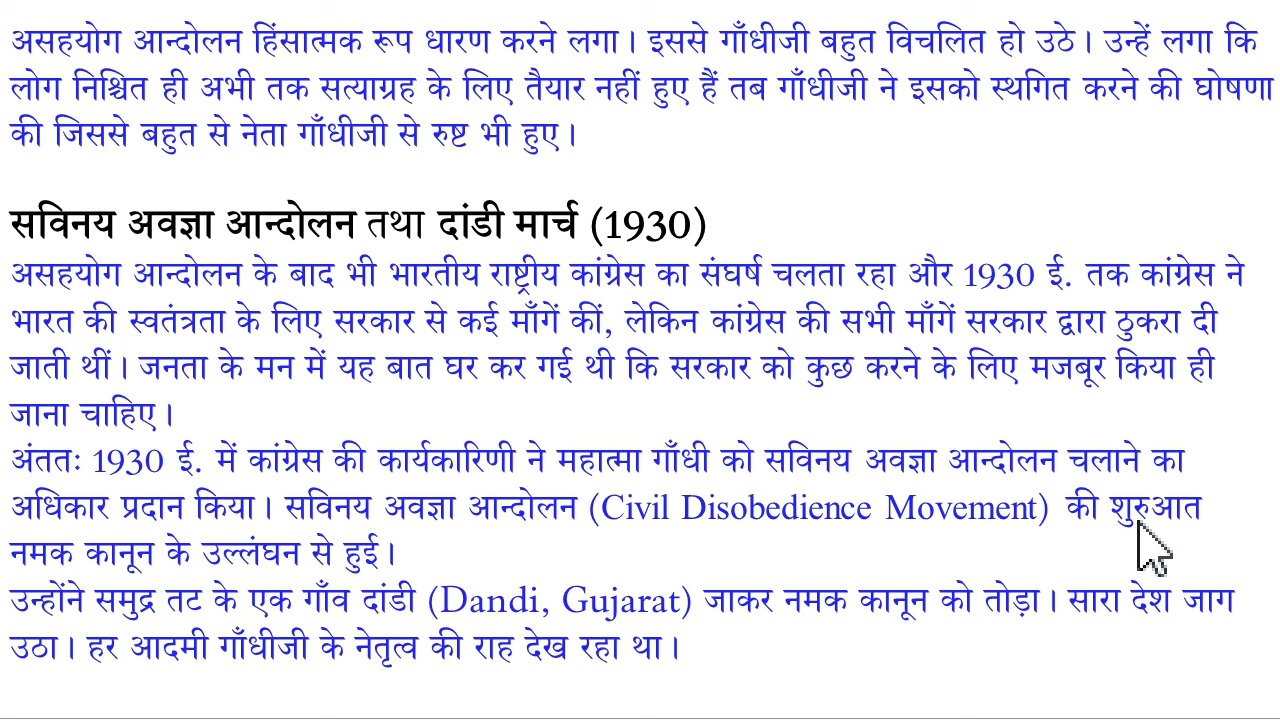 असहयोग आन्दोलन हिंसात्मक रूप धारण करने लगा। इससे गाँधीजी बहुत विचलित हो उठे। उन्हें लगा कि
लोग निश्चित ही अभी तक सत्याग्रह के लिए तैयार नहीं हुए हैं तब गाँधीजी ने इसको स्थगित करने की घोषणा
की जिससे बहुत से नेता गाँधीजी से रुष्ट भी हुए।
सविनय अवज्ञा आन्दोलन तथा दांडी मार्च (1930)
असहयोग आन्दोलन के बाद भी भारतीय राष्ट्रीय कांग्रेस का संघर्ष चलता रहा और 1930 ई. तक कांग्रेस ने
भारत की स्वतंत्रता के लिए सरकार से कई माँगें कीं, लेकिन कांग्रेस की सभी माँगें सरकार द्वारा ठुकरा दी
जाती थीं। जनता के मन में यह बात घर कर गई थी कि सरकार को कुछ करने के लिए मजबूर किया ही
जाना चाहिए।
अंततः 1930 ई. में कांग्रेस की कार्यकारिणी ने महात्मा गाँधी को सविनय अवज्ञा आन्दोलन चलाने का
अधिकार प्रदान किया। सविनय अवज्ञा आन्दोलन (Civil Disobedience Movement) की शुरुआत
नमक कानून के उल्लंघन से हुई।
उन्होंने समुद्र तट के एक गाँव दांडी (Dandi, Gujarat) जाकर नमक कानून को तोड़ा। सारा देश जाग
उठा। हर आदमी गाँधीजी के नेतृत्व की राह देख रहा था।